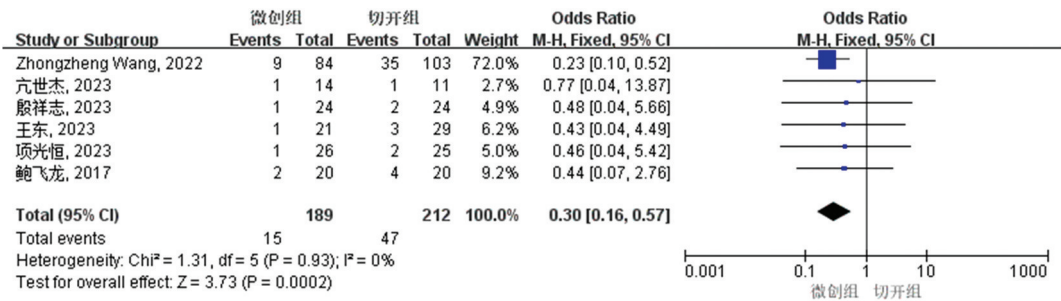 微创组 切开组 Odds Ratio Odds Ratio
Study or Subgroup Events Total Events Total Weight M-H, Fixed, 95% CI M-H, Fixed, 95% CI
Zhongzheng Wang, 2022 9 84 35 103 72.0% 0.23 [0.10, 0.52]
亢世杰, 2023 1 14 1 11 2.7% 0.77 [0.04, 13.87]
殷祥志, 2023 1 24 2 24 4.9% 0.48 [0.04, 5.66]
王东, 2023 1 21 3 29 6.2% 0.43 [0.04, 4.49]
项光恒, 2023 1 26 2 25 5.0% 0.46 [0.04, 5.42]
鲍飞龙, 2017 2 20 4 20 9.2% 0.44 [0.07, 2.76]
Total (95% CI) 189 212 100.0% 0.30 [0.16, 0.57]
Total events 15 47
Heterogeneity: Chi² = 1.31, df = 5 (P = 0.93); I² = 0%
Test for overall effect: Z = 3.73 (P = 0.0002)
0.001 0.1 1 10 1000
微创组 切开组